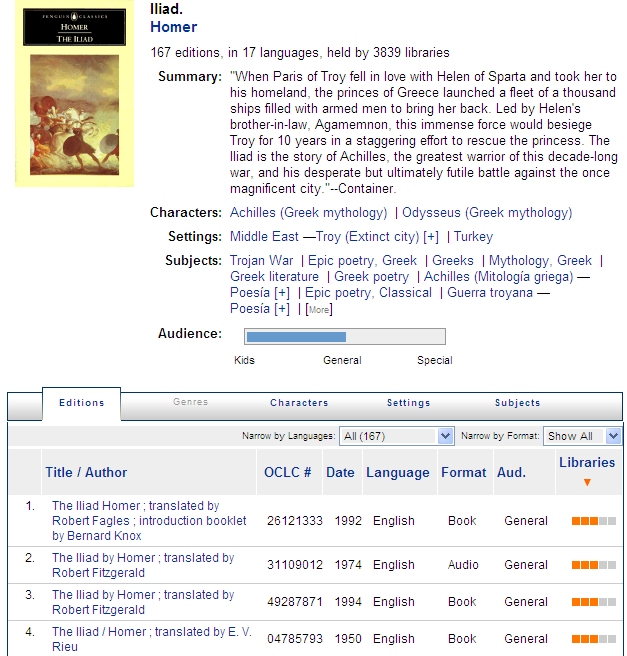 PENGUIN CLASSICS
HOMER
THE ILIAD
Iliad.
Homer
167 editions, in 17 languages, held by 3839 libraries
Summary: "When Paris of Troy fell in love with Helen of Sparta and took her to
his homeland, the princes of Greece launched a fleet of a thousand
ships filled with armed men to bring her back. Led by Helen's
brother-in-law, Agamemnon, this immense force would besiege
Troy for 10 years in a staggering effort to rescue the princess. The
Iliad is the story of Achilles, the greatest warrior of this decade-long
war, and his desperate but ultimately futile battle against the once
magnificent city."--Container.
Characters: Achilles (Greek mythology) | Odysseus (Greek mythology)
Settings: Middle East —Troy (Extinct city) [+] | Turkey
Subjects: Trojan War | Epic poetry, Greek | Greeks | Mythology, Greek |
Greek literature | Greek poetry | Achilles (Mitología griega) —
Poesía [+] | Epic poetry, Classical | Guerra troyana —
Poesía [+] | [More]
Audience:
Kids General Special
Editions Genres Characters Settings Subjects
Narrow by Languages: All (167) Narrow by Format: Show All
Title / Author OCLC # Date Language Format Aud. Libraries ▼
1. The Iliad Homer ; translated by
Robert Fagles ; introduction booklet 26121333 1992 English Book General
by Bernard Knox
2. The Iliad by Homer ; translated by
Robert Fitzgerald 31109012 1974 English Audio General
3. The Iliad by Homer ; translated by
Robert Fitzgerald 49287871 1994 English Book General
4. The Iliad / Homer ; translated by E. V.
Rieu 04785793 1950 English Book General